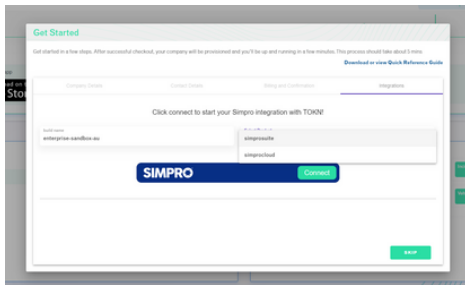 Get Started
Get started in a few steps. After successful checkout, your company will be provisioned and you'll be up and running in a few minutes. This process should take about 2 mins.
Download or view Quick Reference Guide
Company Details
Contact Details
Billing and Confirmation
Integrations
Click connect to start your Simpro integration with TOKN!
build name
enterprise-sandbox-au
simprosuite
simprocloud
SIMPRO
Connect
SKIP